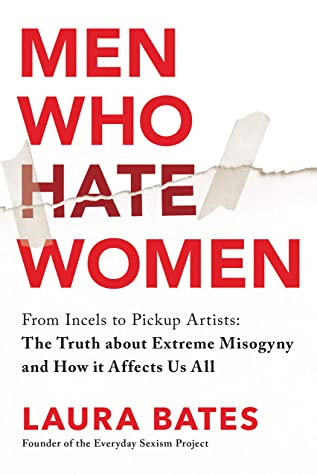 MEN
WHO
HATE
WOMEN
From Incels to Pickup Artists:
The Truth about Extreme Misogyny
and How it Affects Us All
LAURA BATES
Founder of the Everyday Sexism Project